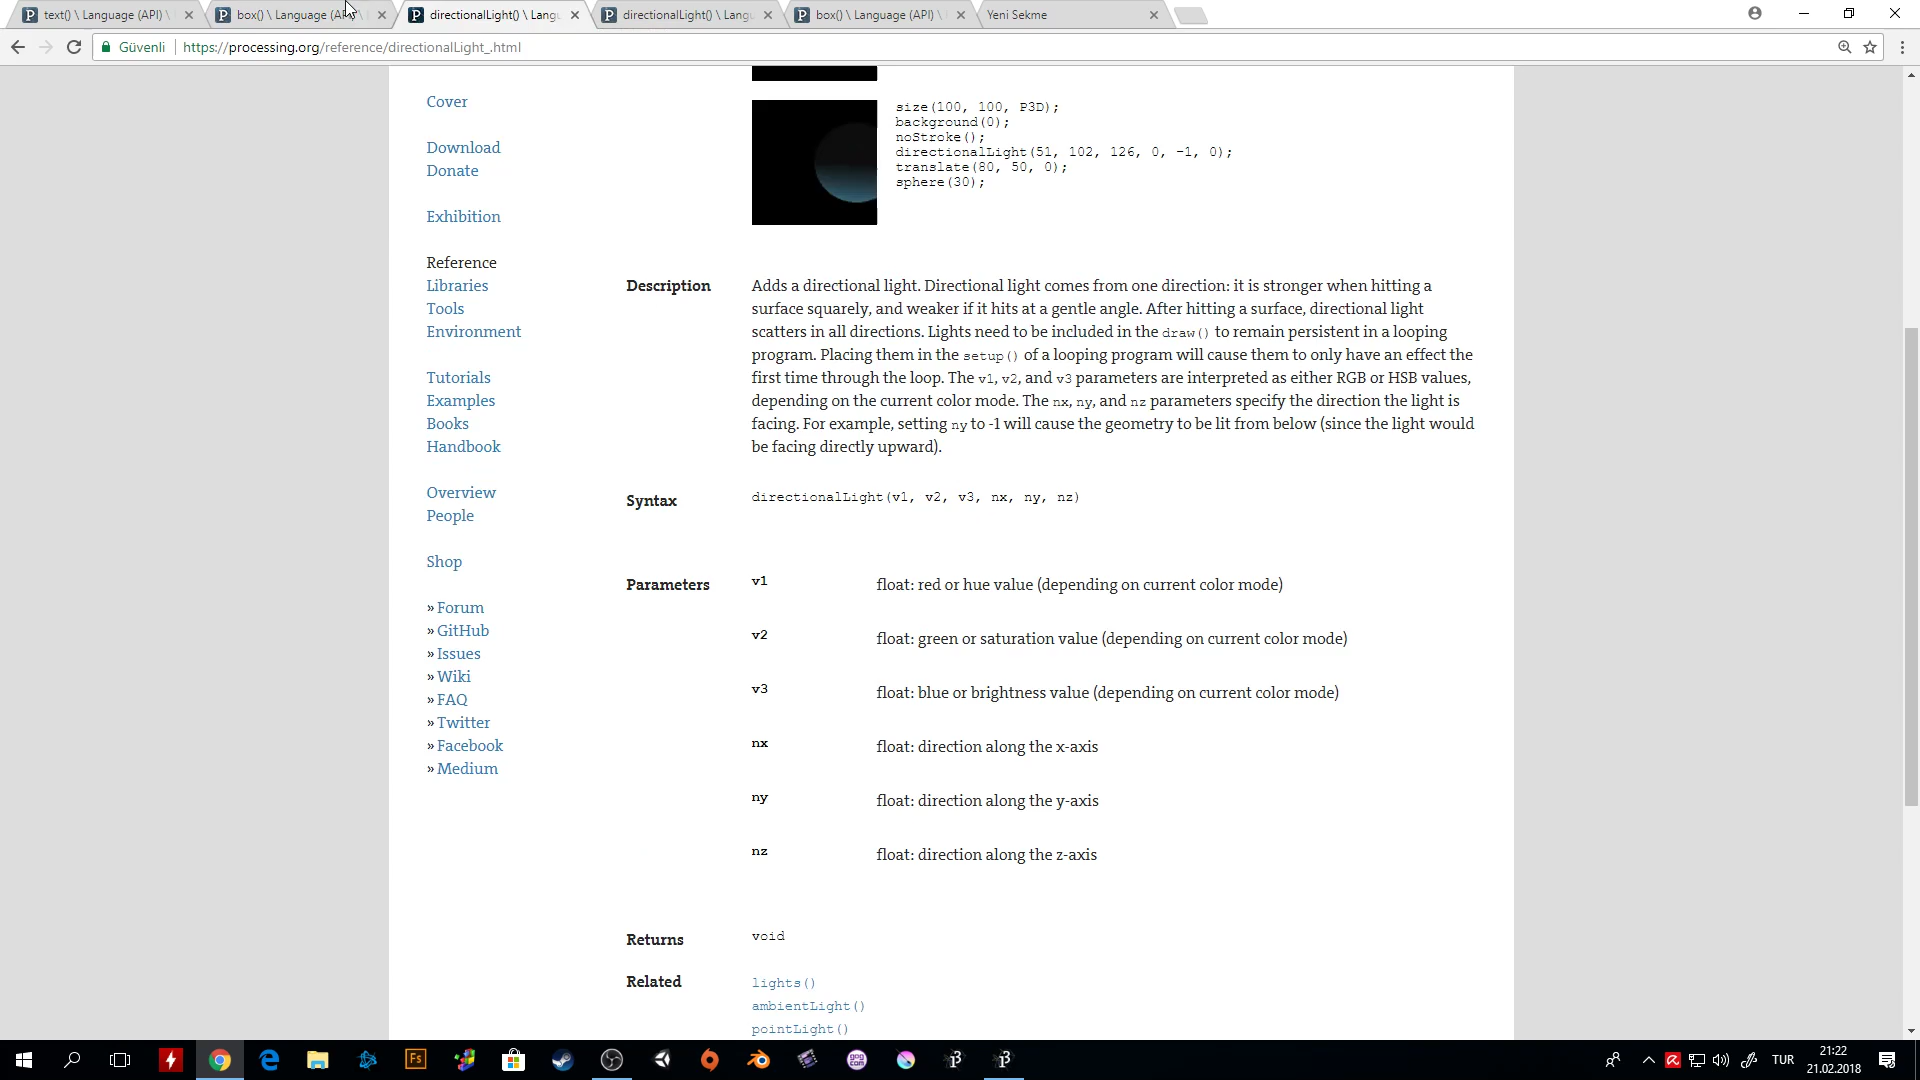 text() \ Language (API) \
box() \ Language (AP
directionalLight() \ Langu
directionalLight() \ Langu
box() \ Language (API) \
Yeni Sekme
Güvenli
https://processing.org/reference/directionalLight_.html
Cover
Download
Donate
Exhibition
Reference
Libraries
Tools
Environment
Tutorials
Examples
Books
Handbook
Overview
People
Shop
» Forum
» GitHub
» Issues
» Wiki
» FAQ
» Twitter
» Facebook
» Medium
size(100, 100, P3D);
background(0);
noStroke();
directionalLight(51, 102, 126, 0, -1, 0);
translate(80, 50, 0);
sphere(30);
Description
Adds a directional light. Directional light comes from one direction: it is stronger when hitting a
surface squarely, and weaker if it hits at a gentle angle. After hitting a surface, directional light
scatters in all directions. Lights need to be included in the draw() to remain persistent in a looping
program. Placing them in the setup() of a looping program will cause them to only have an effect the
first time through the loop. The v1, v2, and v3 parameters are interpreted as either RGB or HSB values,
depending on the current color mode. The nx, ny, and nz parameters specify the direction the light is
facing. For example, setting ny to -1 will cause the geometry to be lit from below (since the light would
be facing directly upward).
Syntax
directionalLight(v1, v2, v3, nx, ny, nz)
Parameters
v1 float: red or hue value (depending on current color mode)
v2 float: green or saturation value (depending on current color mode)
v3 float: blue or brightness value (depending on current color mode)
nx float: direction along the x-axis
ny float: direction along the y-axis
nz float: direction along the z-axis
Returns
void
Related
lights()
ambientLight()
pointLight()
Fs
TUR
21:22
21.02.2018